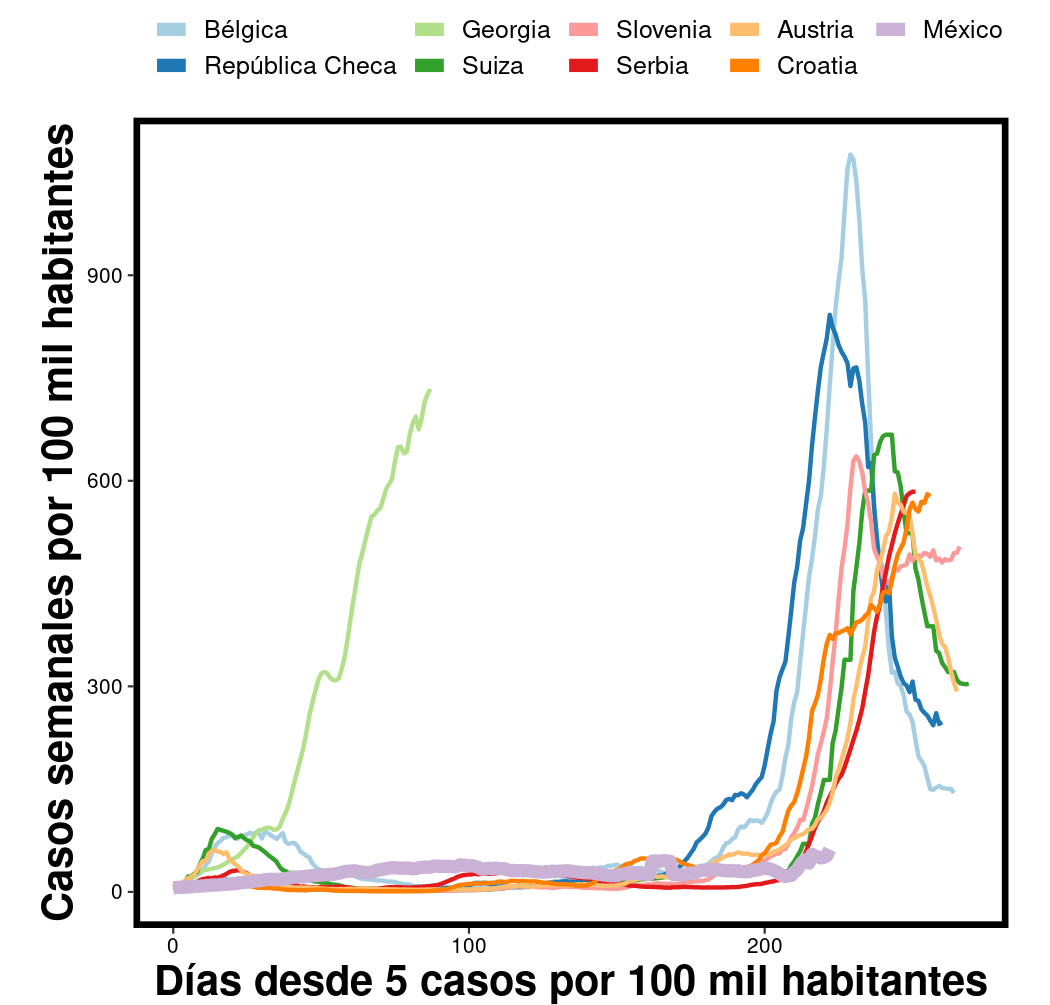 Bélgica Georgia Slovenia Austria México
República Checa Suiza Serbia Croatia
Casos semanales por 100 mil habitantes
900
600
300
0
0 100 200
Días desde 5 casos por 100 mil habitantes